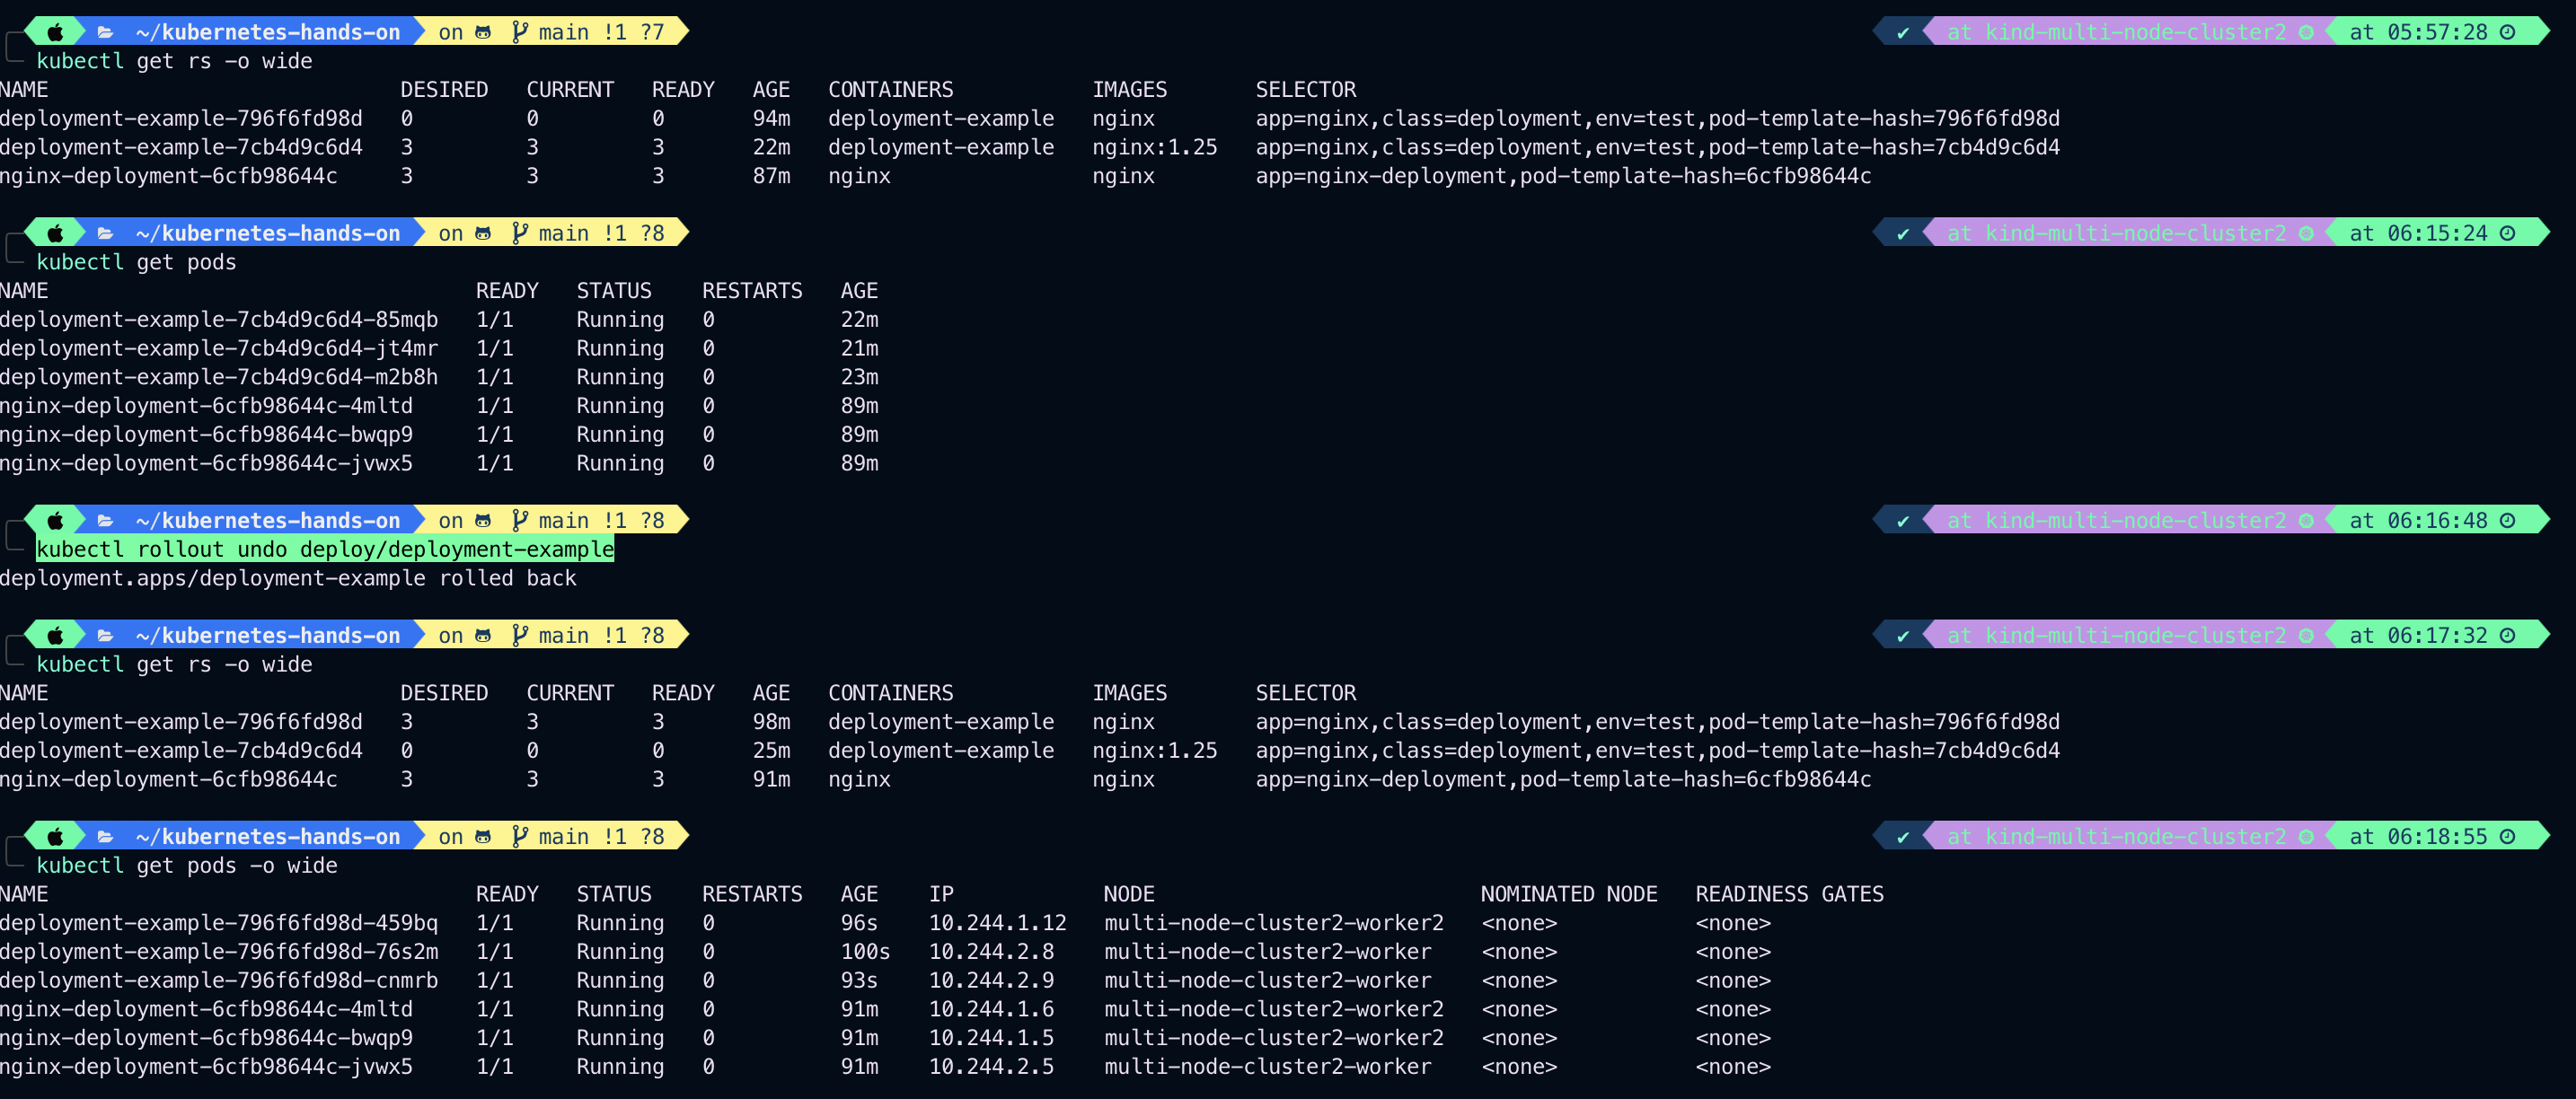 ~/kubernetes-hands-on on main !1 ?7 ✔ at kind-multi-node-cluster2 at 05:57:28
kubectl get rs -o wide
NAME DESIRED CURRENT READY AGE CONTAINERS IMAGES SELECTOR
deployment-example-796f6fd98d 0 0 0 94m deployment-example nginx app=nginx,class=deployment,env=test,pod-template-hash=796f6fd98d
deployment-example-7cb4d9c6d4 3 3 3 22m deployment-example nginx:1.25 app=nginx,class=deployment,env=test,pod-template-hash=7cb4d9c6d4
nginx-deployment-6cfb98644c 3 3 3 87m nginx nginx app=nginx-deployment,pod-template-hash=6cfb98644c
~/kubernetes-hands-on on main !1 ?8 ✔ at kind-multi-node-cluster2 at 06:15:24
kubectl get pods
NAME READY STATUS RESTARTS AGE
deployment-example-7cb4d9c6d4-85mqb 1/1 Running 0 22m
deployment-example-7cb4d9c6d4-jt4mr 1/1 Running 0 21m
deployment-example-7cb4d9c6d4-m2b8h 1/1 Running 0 23m
nginx-deployment-6cfb98644c-4mltd 1/1 Running 0 89m
nginx-deployment-6cfb98644c-bwqp9 1/1 Running 0 89m
nginx-deployment-6cfb98644c-jvwx5 1/1 Running 0 89m
~/kubernetes-hands-on on main !1 ?8 ✔ at kind-multi-node-cluster2 at 06:16:48
kubectl rollout undo deploy/deployment-example
deployment.apps/deployment-example rolled back
~/kubernetes-hands-on on main !1 ?8 ✔ at kind-multi-node-cluster2 at 06:17:32
kubectl get rs -o wide
NAME DESIRED CURRENT READY AGE CONTAINERS IMAGES SELECTOR
deployment-example-796f6fd98d 3 3 3 98m deployment-example nginx app=nginx,class=deployment,env=test,pod-template-hash=796f6fd98d
deployment-example-7cb4d9c6d4 0 0 0 25m deployment-example nginx:1.25 app=nginx,class=deployment,env=test,pod-template-hash=7cb4d9c6d4
nginx-deployment-6cfb98644c 3 3 3 91m nginx nginx app=nginx-deployment,pod-template-hash=6cfb98644c
~/kubernetes-hands-on on main !1 ?8 ✔ at kind-multi-node-cluster2 at 06:18:55
kubectl get pods -o wide
NAME READY STATUS RESTARTS AGE IP NODE NOMINATED NODE READINESS GATES
deployment-example-796f6fd98d-459bq 1/1 Running 0 96s 10.244.1.12 multi-node-cluster2-worker2 <none> <none>
deployment-example-796f6fd98d-76s2m 1/1 Running 0 100s 10.244.2.8 multi-node-cluster2-worker <none> <none>
deployment-example-796f6fd98d-cnmrb 1/1 Running 0 93s 10.244.2.9 multi-node-cluster2-worker <none> <none>
nginx-deployment-6cfb98644c-4mltd 1/1 Running 0 91m 10.244.1.6 multi-node-cluster2-worker2 <none> <none>
nginx-deployment-6cfb98644c-bwqp9 1/1 Running 0 91m 10.244.1.5 multi-node-cluster2-worker2 <none> <none>
nginx-deployment-6cfb98644c-jvwx5 1/1 Running 0 91m 10.244.2.5 multi-node-cluster2-worker <none> <none>